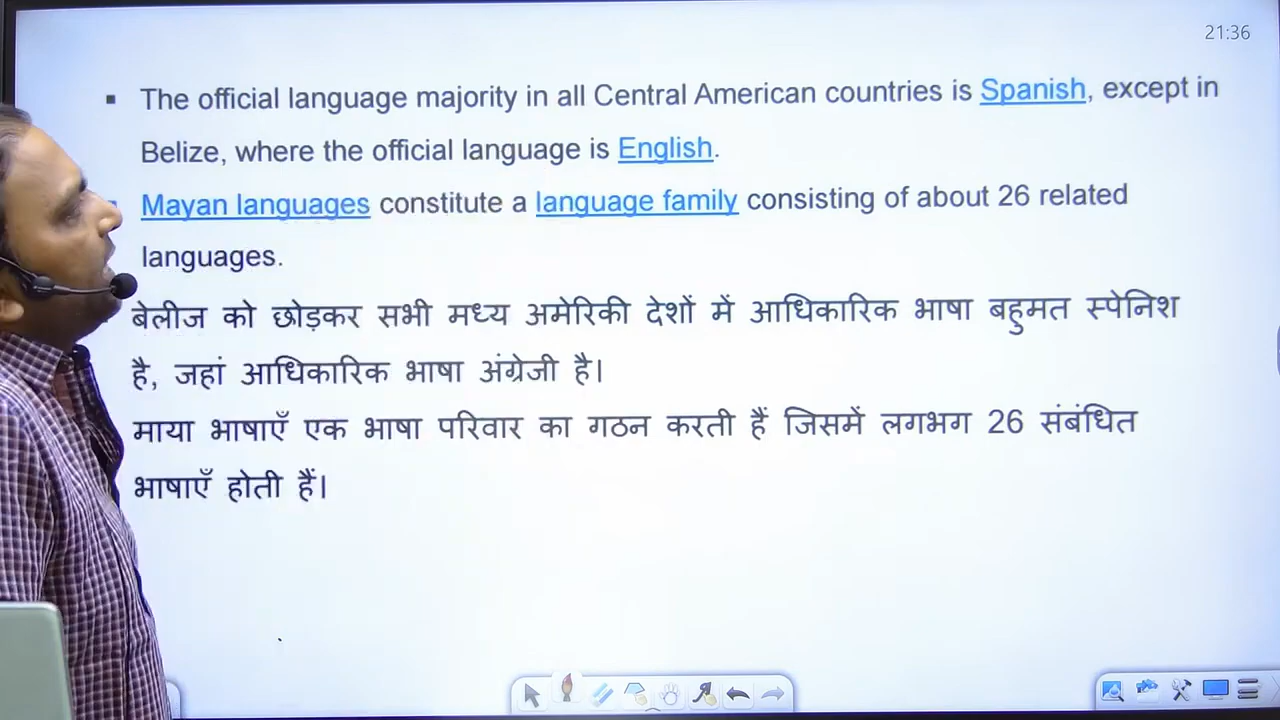 21:36
▪ The official language majority in all Central American countries is Spanish, except in
Belize, where the official language is English.
Mayan languages constitute a language family consisting of about 26 related
languages.
बेलीज को छोड़कर सभी मध्य अमेरिकी देशों में आधिकारिक भाषा बहुमत स्पेनिश
है, जहां आधिकारिक भाषा अंग्रेजी है।
माया भाषाएँ एक भाषा परिवार का गठन करती हैं जिसमें लगभग 26 संबंधित
भाषाएँ होती हैं।